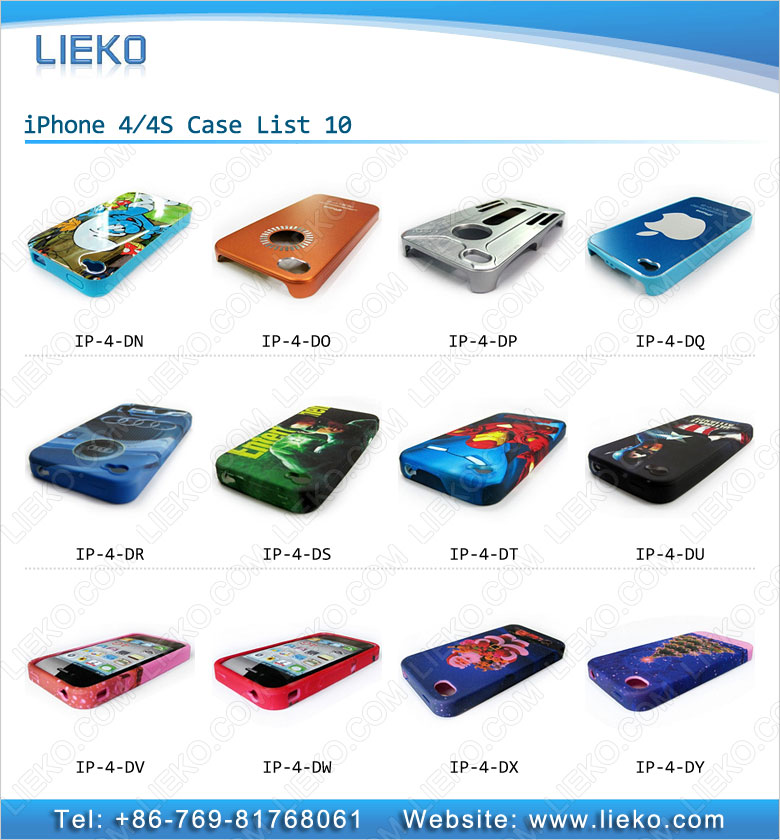 LIEKO
iPhone 4/4S Case List 10
IP-4-DN IP-4-DO IP-4-DP IP-4-DQ
IP-4-DR IP-4-DS IP-4-DT IP-4-DU
IP-4-DV IP-4-DW IP-4-DX IP-4-DY
LIEKO.COM
Tel: +86-769-81768061 Website: www.lieko.com